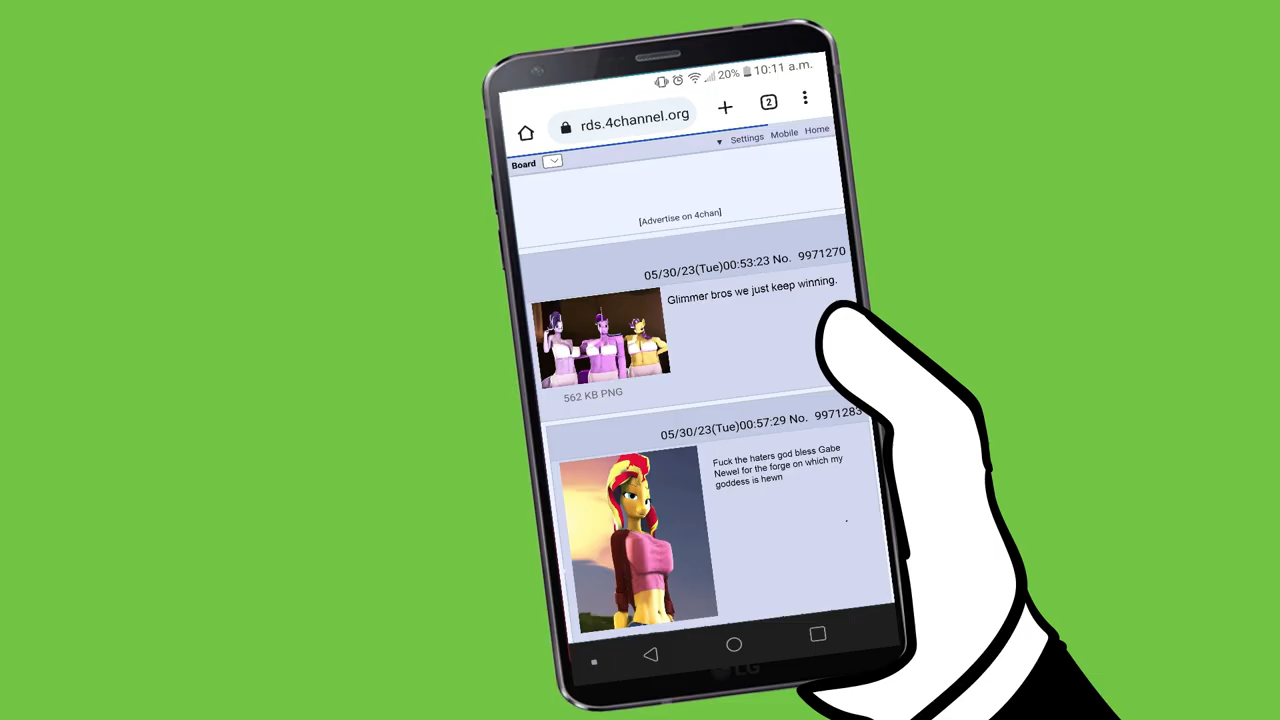 20% 10:11 a.m.
rds.4channel.org
2
Board
▼ Settings Mobile Home
[Advertise on 4chan]
05/30/23(Tue)00:53:23 No. 9971270
Glimmer bros we just keep winning.
562 KB PNG
05/30/23(Tue)00:57:29 No. 9971283
Fuck the haters god bless Gabe
Newel for the forge on which my
goddess is hewn
LG